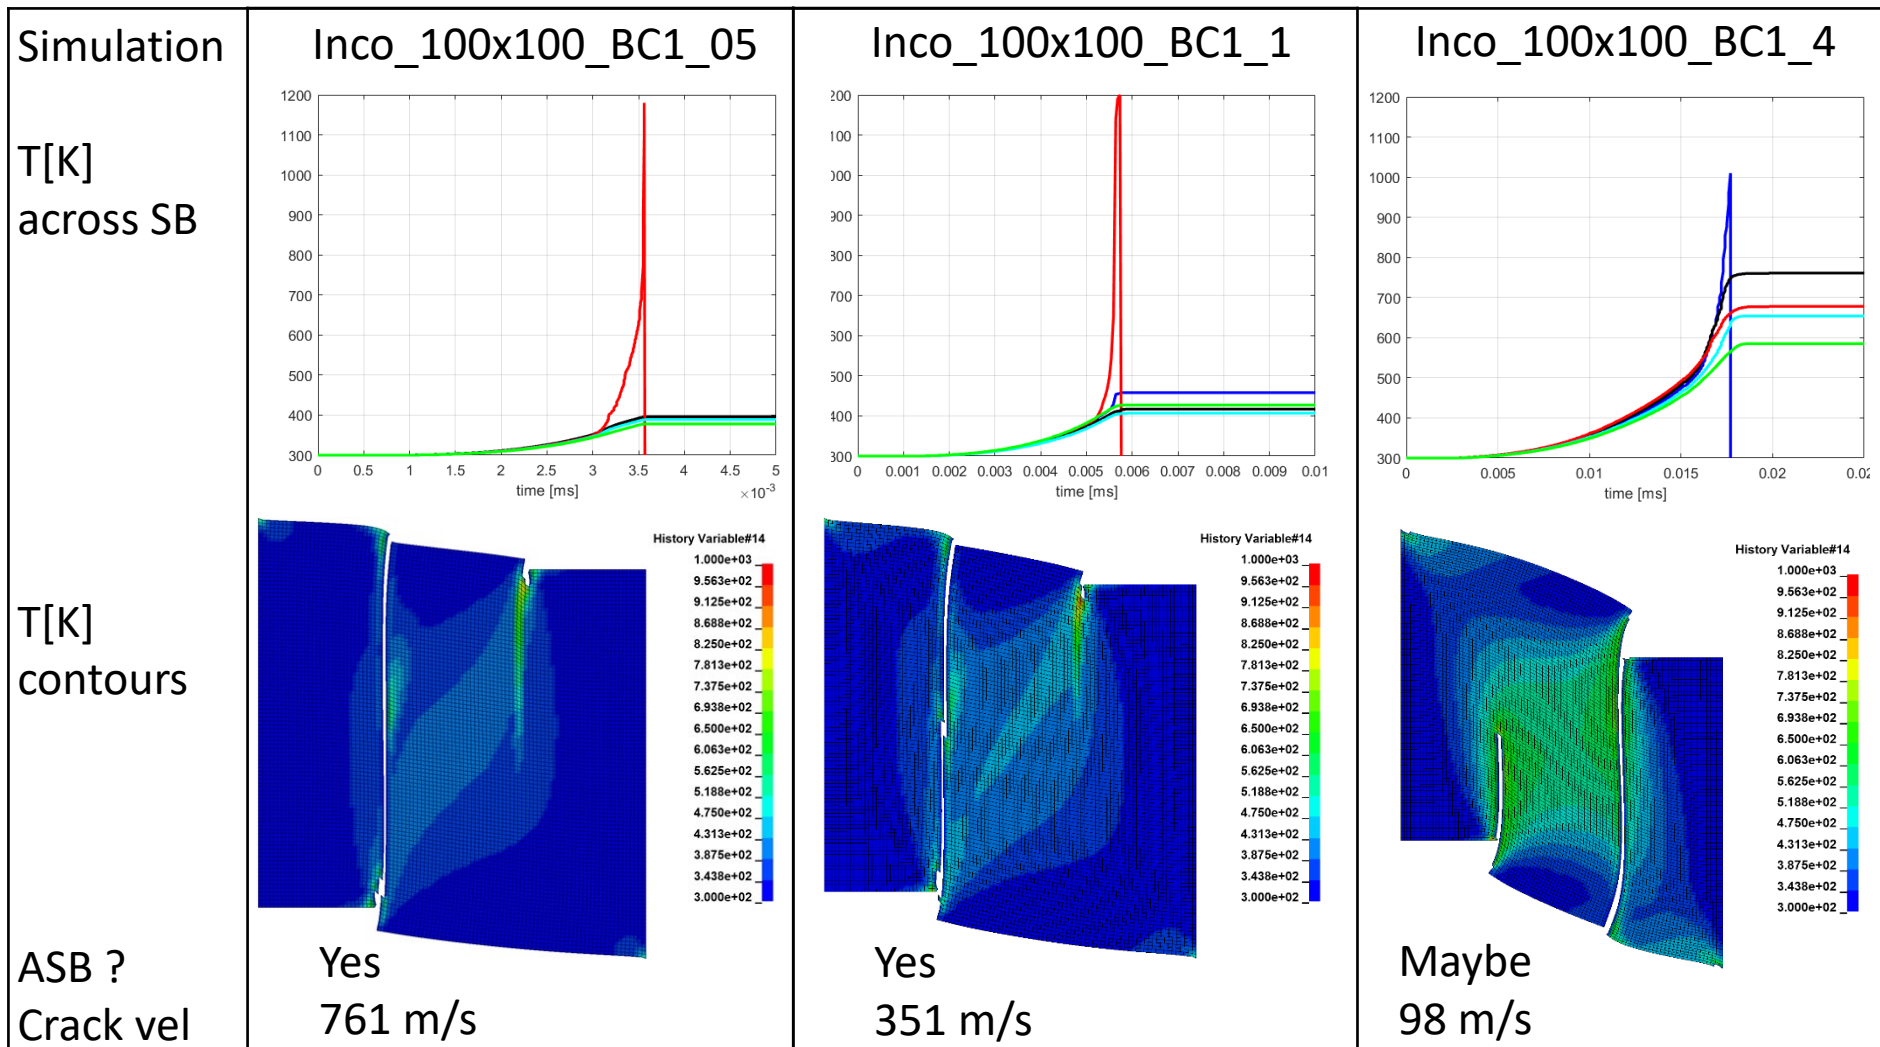 Simulation
Inco_100x100_BC1_05
Inco_100x100_BC1_1
Inco_100x100_BC1_4
T[K]
across SB
1200
1100
1000
900
800
700
600
500
400
300
0 0.5 1 1.5 2 2.5 3 3.5 4 4.5 5
time [ms]
×10⁻³
200
100
000
900
800
700
600
500
400
300
0 0.001 0.002 0.003 0.004 0.005 0.006 0.007 0.008 0.009 0.01
time [ms]
1200
1100
1000
900
800
700
600
500
400
300
0 0.005 0.01 0.015 0.02 0.02
time [ms]
T[K]
contours
History Variable#14
1.000e+03
9.563e+02
9.125e+02
8.688e+02
8.250e+02
7.813e+02
7.375e+02
6.938e+02
6.500e+02
6.063e+02
5.625e+02
5.188e+02
4.750e+02
4.313e+02
3.875e+02
3.438e+02
3.000e+02
History Variable#14
1.000e+03
9.563e+02
9.125e+02
8.688e+02
8.250e+02
7.813e+02
7.375e+02
6.938e+02
6.500e+02
6.063e+02
5.625e+02
5.188e+02
4.750e+02
4.313e+02
3.875e+02
3.438e+02
3.000e+02
History Variable#14
1.000e+03
9.563e+02
9.125e+02
8.688e+02
8.250e+02
7.813e+02
7.375e+02
6.938e+02
6.500e+02
6.063e+02
5.625e+02
5.188e+02
4.750e+02
4.313e+02
3.875e+02
3.438e+02
3.000e+02
ASB ?
Crack vel
Yes
761 m/s
Yes
351 m/s
Maybe
98 m/s